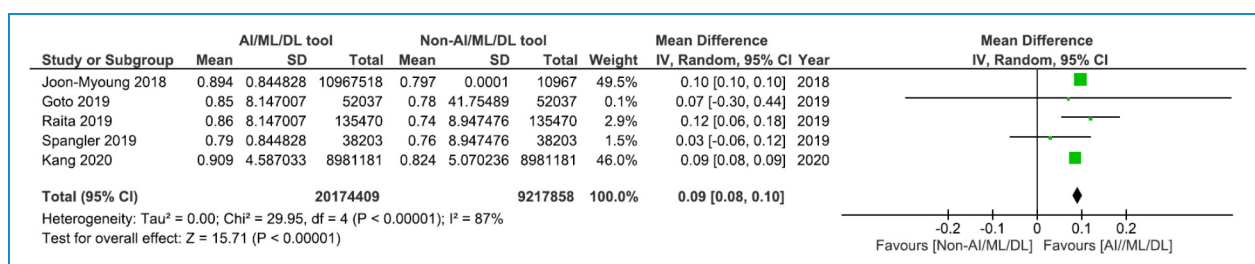 AI/ML/DL tool Non-AI/ML/DL tool Mean Difference Mean Difference
Study or Subgroup Mean SD Total Mean SD Total Weight IV, Random, 95% CI Year IV, Random, 95% CI
Joon-Myoung 2018 0.894 0.844828 10967518 0.797 0.0001 10967 49.5% 0.10 [0.10, 0.10] 2018
Goto 2019 0.85 8.147007 52037 0.78 41.75489 52037 0.1% 0.07 [-0.30, 0.44] 2019
Raita 2019 0.86 8.147007 135470 0.74 8.947476 135470 2.9% 0.12 [0.06, 0.18] 2019
Spangler 2019 0.79 0.844828 38203 0.76 8.947476 38203 1.5% 0.03 [-0.06, 0.12] 2019
Kang 2020 0.909 4.587033 8981181 0.824 5.070236 8981181 46.0% 0.09 [0.08, 0.09] 2020
Total (95% CI) 20174409 9217858 100.0% 0.09 [0.08, 0.10]
Heterogeneity: Tau² = 0.00; Chi² = 29.95, df = 4 (P < 0.00001); I² = 87%
Test for overall effect: Z = 15.71 (P < 0.00001)
-0.2 -0.1 0 0.1 0.2
Favours [Non-AI/ML/DL] Favours [AI//ML/DL]